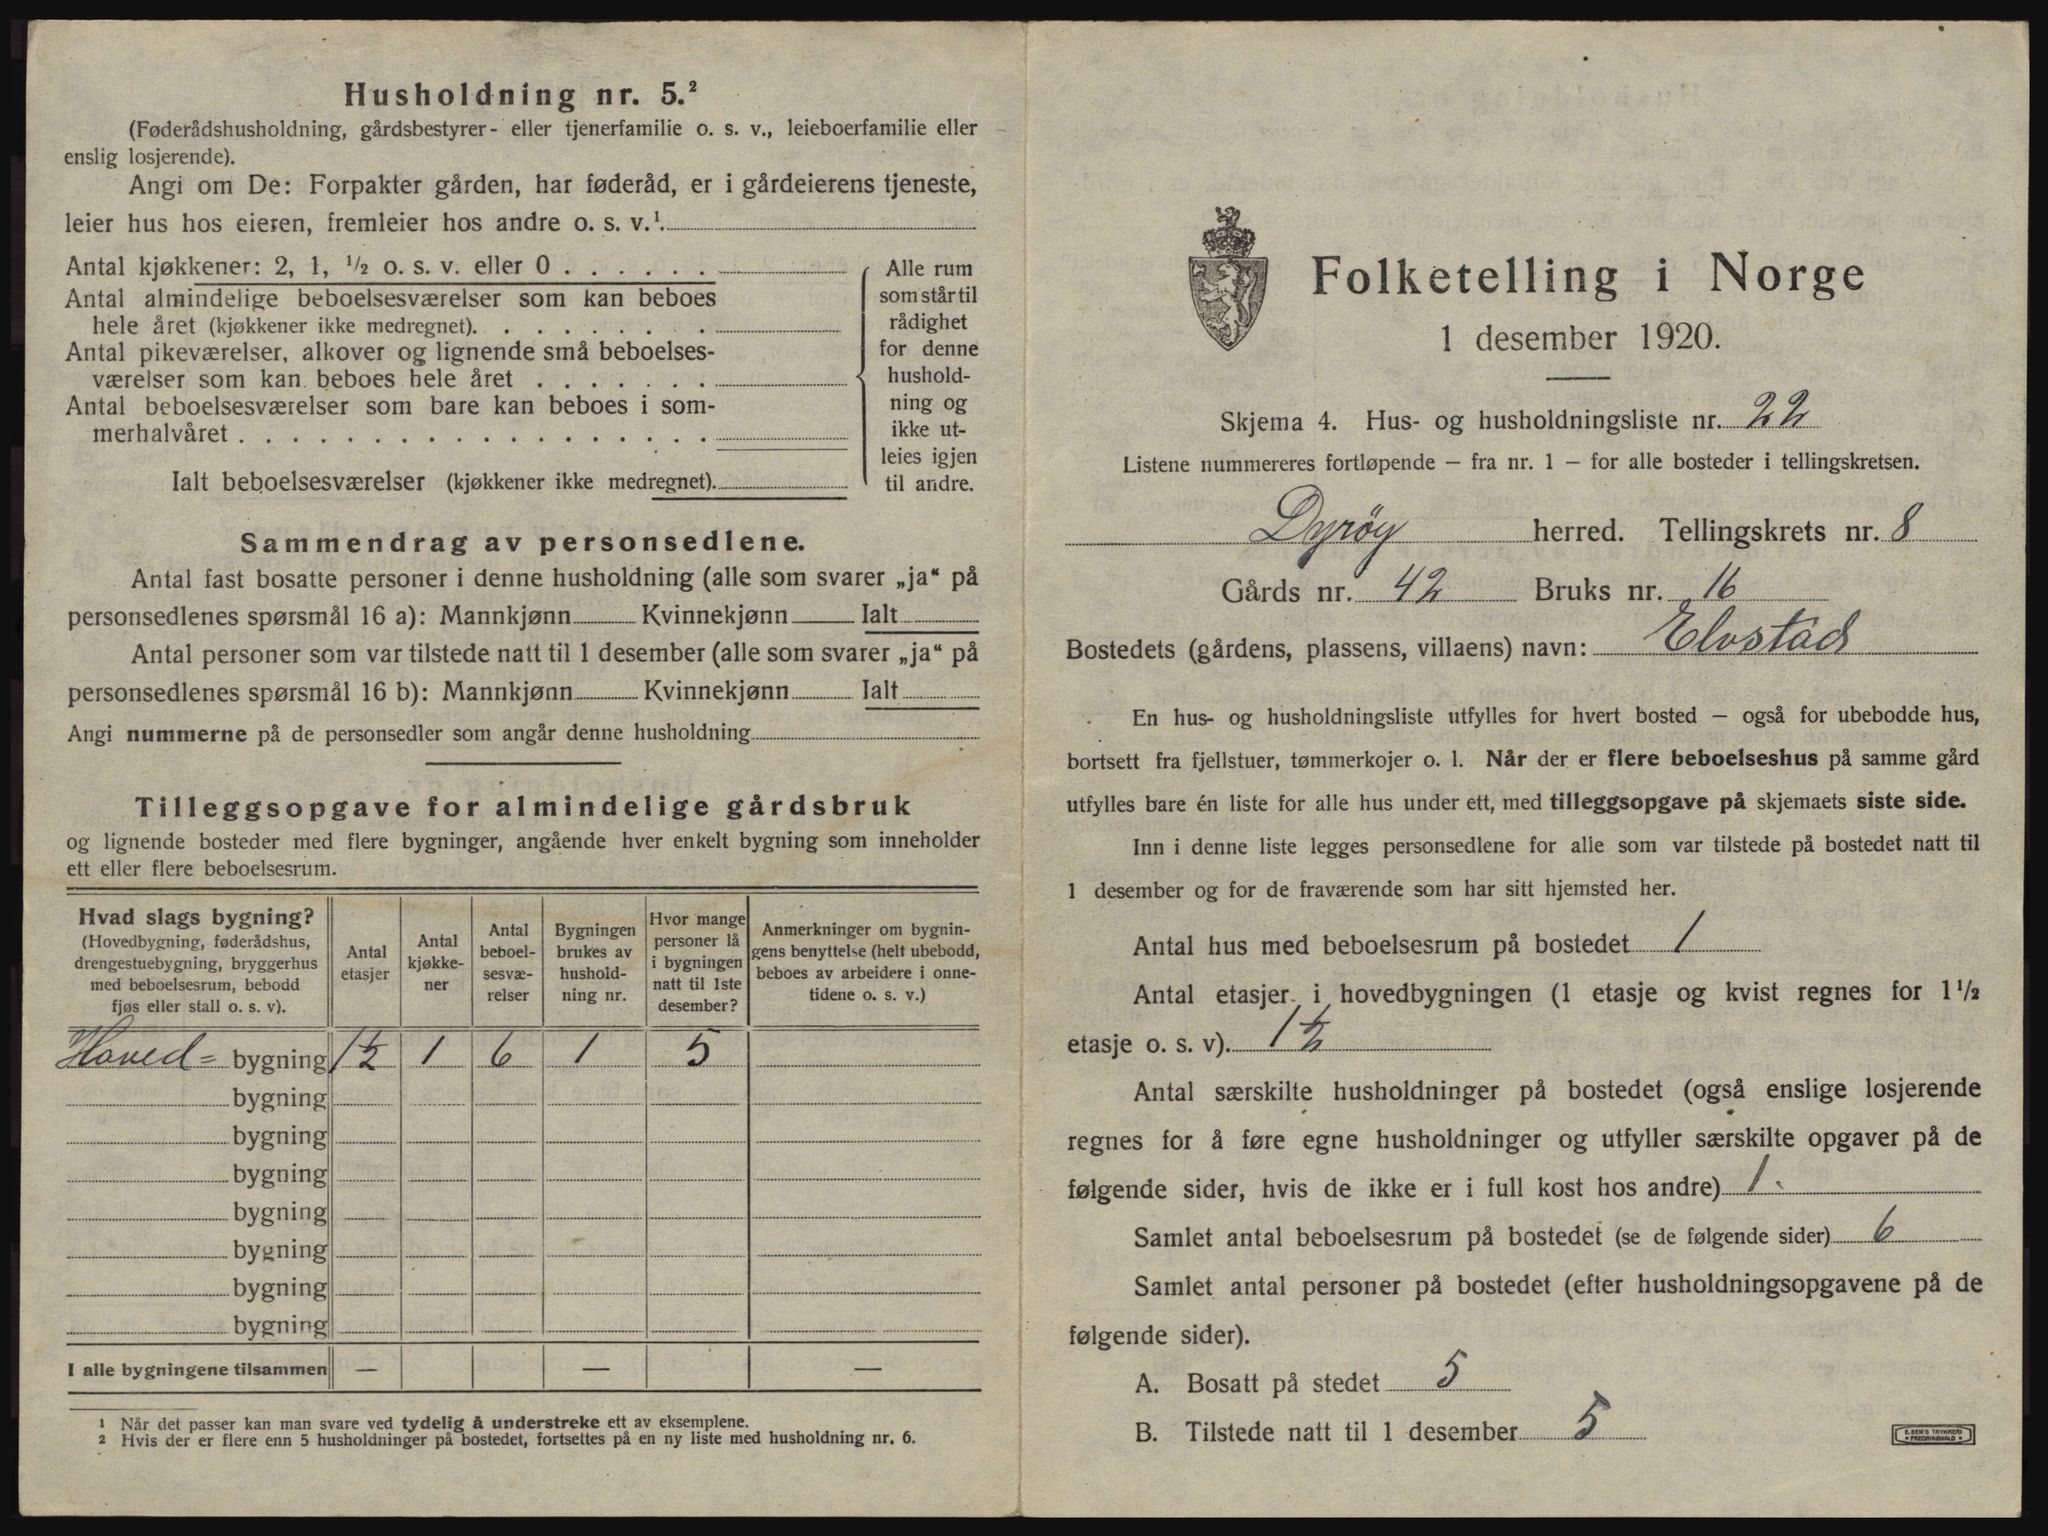 Husholdning nr. 5.²
(Føderådshusholdning, gårdsbestyrer- eller tjenerfamilie o. s. v., leieboerfamilie eller
enslig losjerende).
Angi om De: Forpakter gården, har føderåd, er i gårdeierens tjeneste,
leier hus hos eieren, fremleier hos andre o. s. v.¹
Antal kjøkkener: 2, 1, ½ o. s. v. eller 0 . . . . . .
Antal almindelige beboelsesværelser som kan beboes
hele året (kjøkkener ikke medregnet). . . . . . . . .
Antal pikeværelser, alkover og lignende små beboelses-
værelser som kan beboes hele året . . . . . . .
Antal beboelsesværelser som bare kan beboes i som-
merhalvåret . . . . . . . . . . . . . . . . . .
Ialt beboelsesværelser (kjøkkener ikke medregnet).
Alle rum
som står til
rådighet
for denne
hushold-
ning og
ikke ut-
leies igjen
til andre.
Sammendrag av personsedlene.
Antal fast bosatte personer i denne husholdning (alle som svarer „ja“ på
personsedlenes spørsmål 16 a): Mannkjønn Kvinnekjønn Ialt
Antal personer som var tilstede natt til 1 desember (alle som svarer „ja“ på
personsedlenes spørsmål 16 b): Mannkjønn Kvinnekjønn Ialt
Angi nummerne på de personsedler som angår denne husholdning
Tilleggsopgave for almindelige gårdsbruk
og lignende bosteder med flere bygninger, angående hver enkelt bygning som inneholder
ett eller flere beboelsesrum.
Hvad slags bygning?
(Hovedbygning, føderådshus,
drengestuebygning, bryggerhus
med beboelsesrum, bebodd
fjøs eller stall o. s. v).
Antal
etasjer
Antal
kjøkke-
ner
Antal
beboel-
sesvæ-
relser
Bygningen
brukes av
hushold-
ning nr.
Hvor mange
personer lå
i bygningen
natt til 1ste
desember?
Anmerkninger om bygnin-
gens benyttelse (helt ubebodd,
beboes av arbeidere i onne-
tidene o. s. v.)
Hoved= bygning 1½ 1 6 1 5
bygning
bygning
bygning
bygning
bygning
bygning
bygning
I alle bygningene tilsammen — — —
¹ Når det passer kan man svare ved tydelig å understreke ett av eksemplene.
² Hvis der er flere enn 5 husholdninger på bostedet, fortsettes på en ny liste med husholdning nr. 6.
Folketelling i Norge
1 desember 1920.
Skjema 4. Hus- og husholdningsliste nr. 22
Listene nummereres fortløpende – fra nr. 1 – for alle bosteder i tellingskretsen.
Dyrøy herred. Tellingskrets nr. 8
Gårds nr. 42 Bruks nr. 16
Bostedets (gårdens, plassens, villaens) navn: Elvstad
En hus- og husholdningsliste utfylles for hvert bosted – også for ubebodde hus,
bortsett fra fjellstuer, tømmerkojer o. l. Når der er flere beboelseshus på samme gård
utfylles bare én liste for alle hus under ett, med tilleggsopgave på skjemaets siste side.
Inn i denne liste legges personsedlene for alle som var tilstede på bostedet natt til
1 desember og for de fraværende som har sitt hjemsted her.
Antal hus med beboelsesrum på bostedet 1
Antal etasjer i hovedbygningen (1 etasje og kvist regnes for 1½
etasje o. s. v). 1½
Antal særskilte husholdninger på bostedet (også enslige losjerende
regnes for å føre egne husholdninger og utfyller særskilte opgaver på de
følgende sider, hvis de ikke er i full kost hos andre) 1.
Samlet antal beboelsesrum på bostedet (se de følgende sider) 6
Samlet antal personer på bostedet (efter husholdningsopgavene på de
følgende sider).
A. Bosatt på stedet 5
B. Tilstede natt til 1 desember 5
E. SEM'S TRYKKERI
• FREDRIKSHALD •